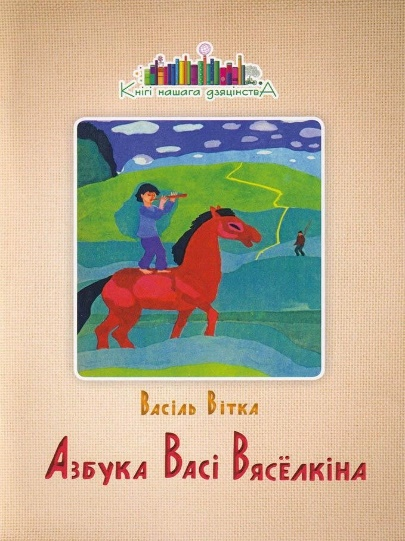 Кнігі нашага дзяцінствА
Васіль Вітка
Азбука Васі Вясёлкіна